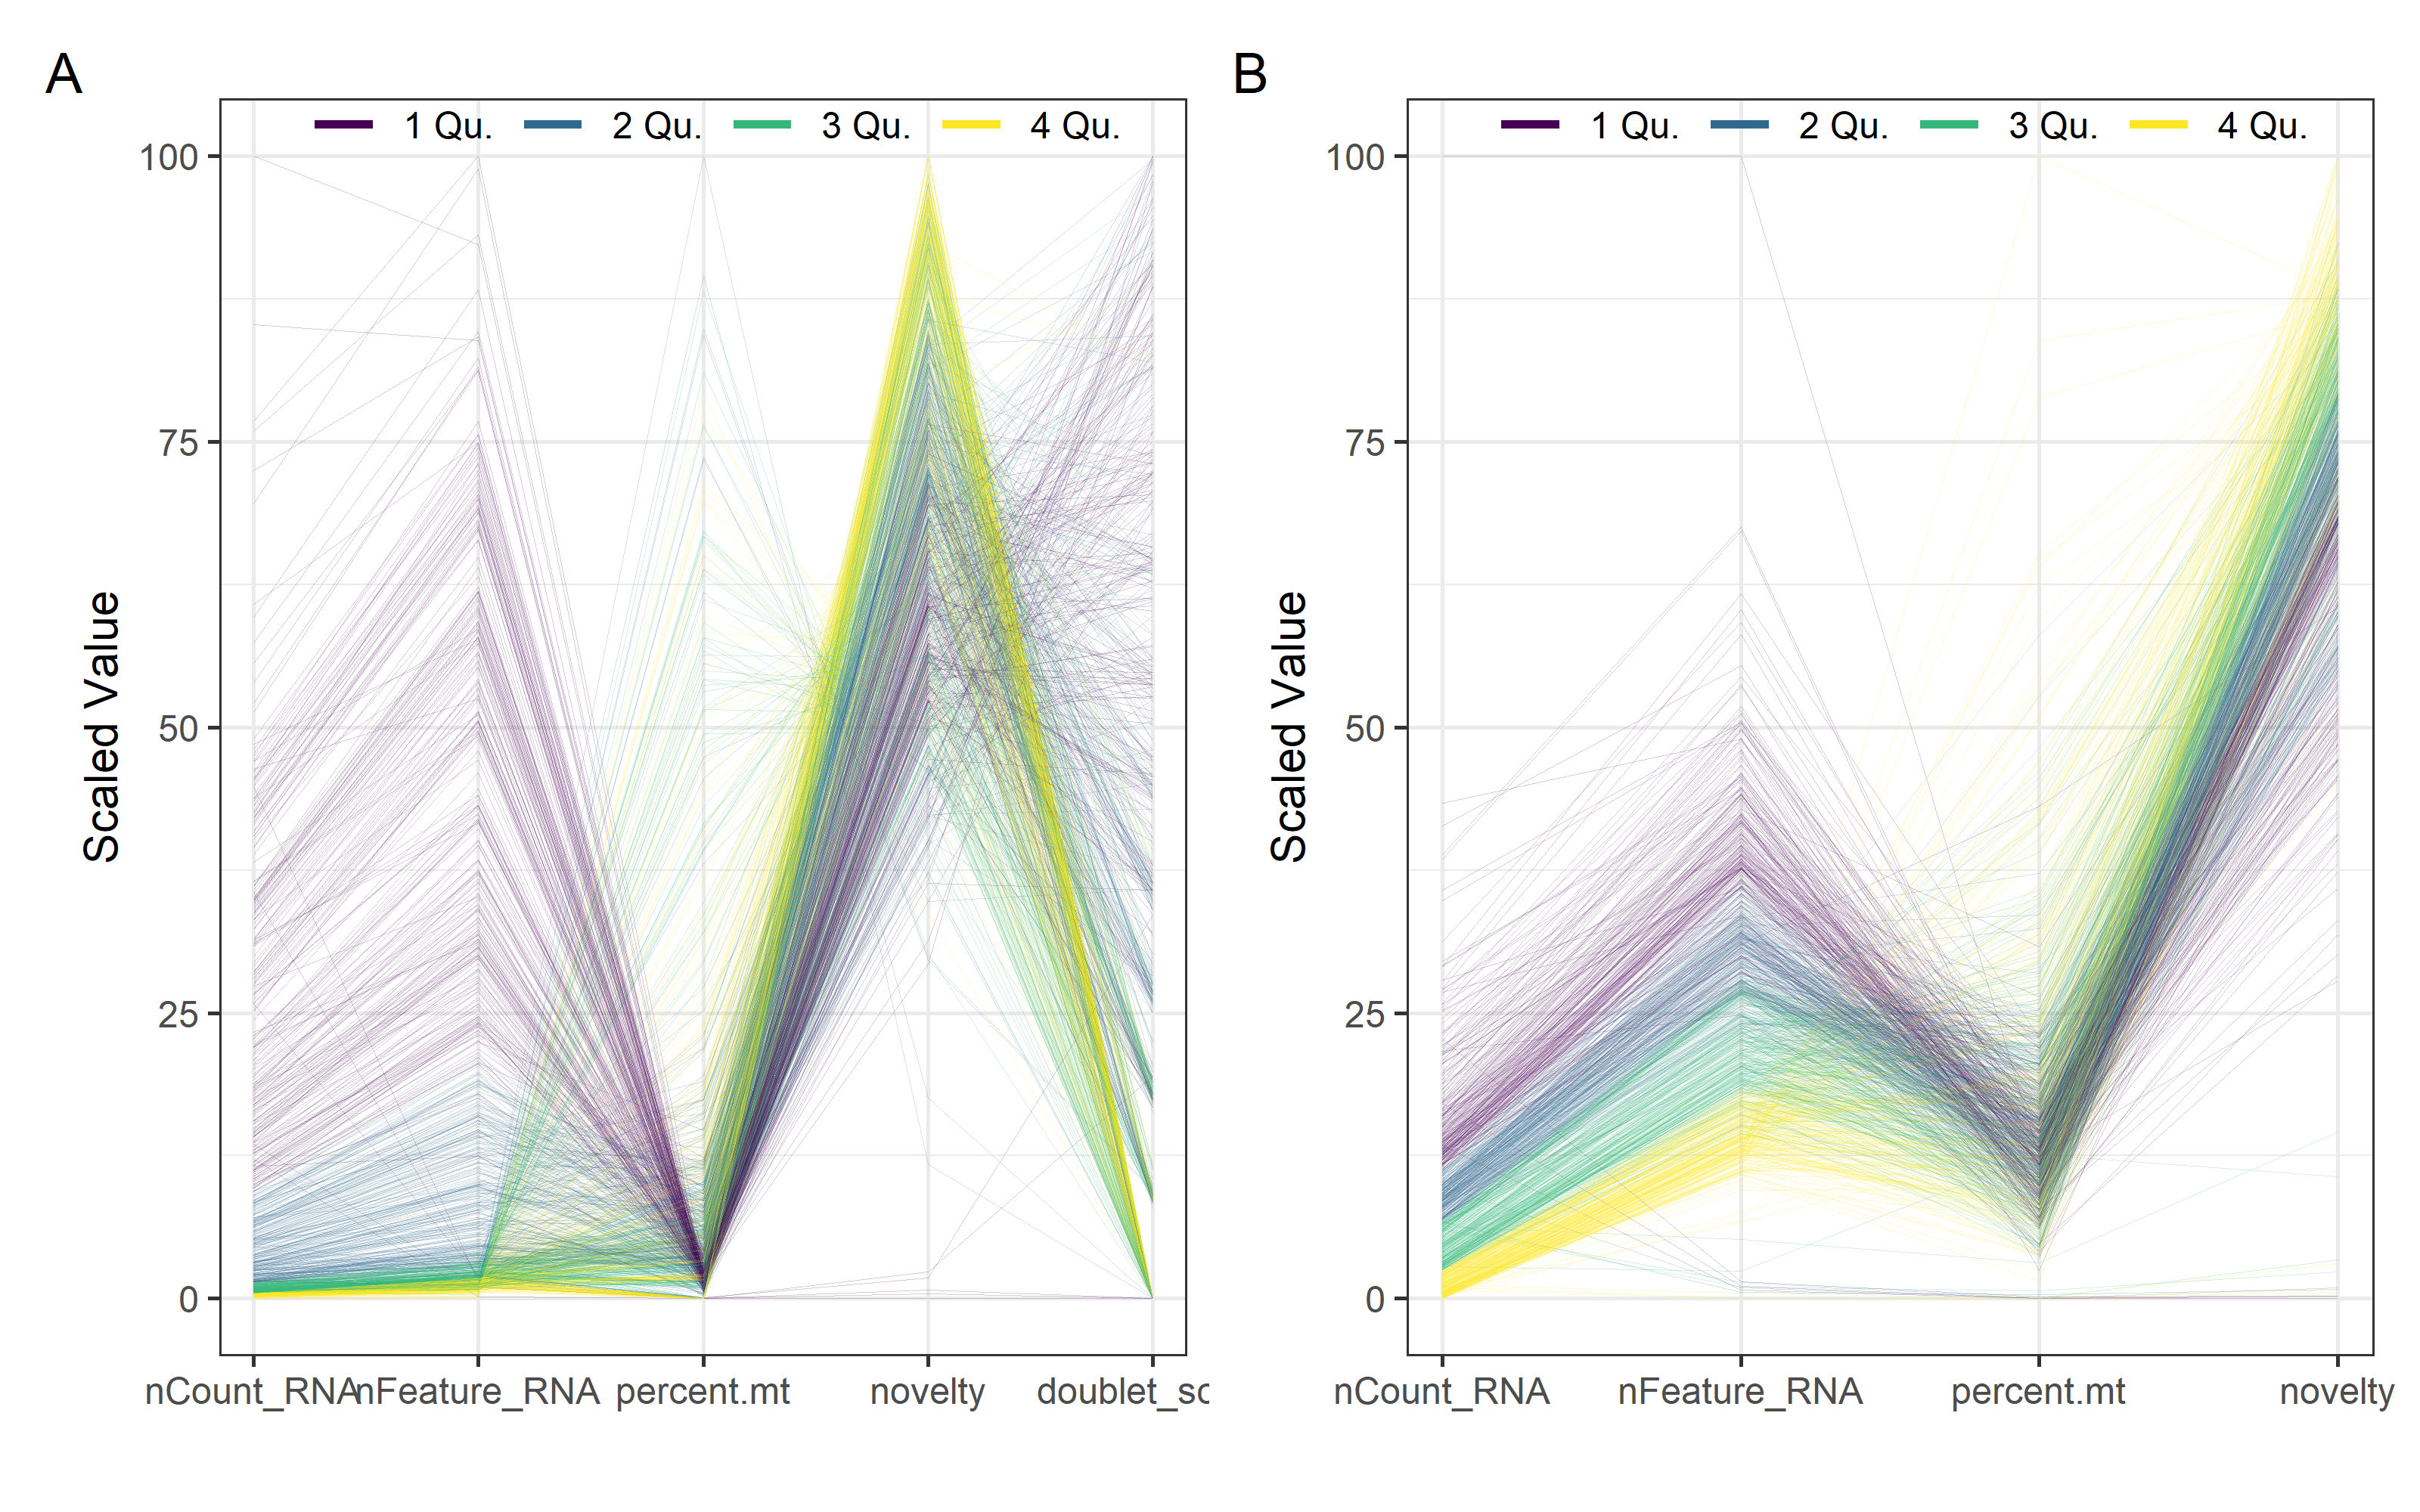 A
1 Qu. 2 Qu. 3 Qu. 4 Qu.
100
75
50
25
0
Scaled Value
nCount_RNA nFeature_RNA percent.mt novelty doublet_sc
B
1 Qu. 2 Qu. 3 Qu. 4 Qu.
100
75
50
25
0
Scaled Value
nCount_RNA nFeature_RNA percent.mt novelty